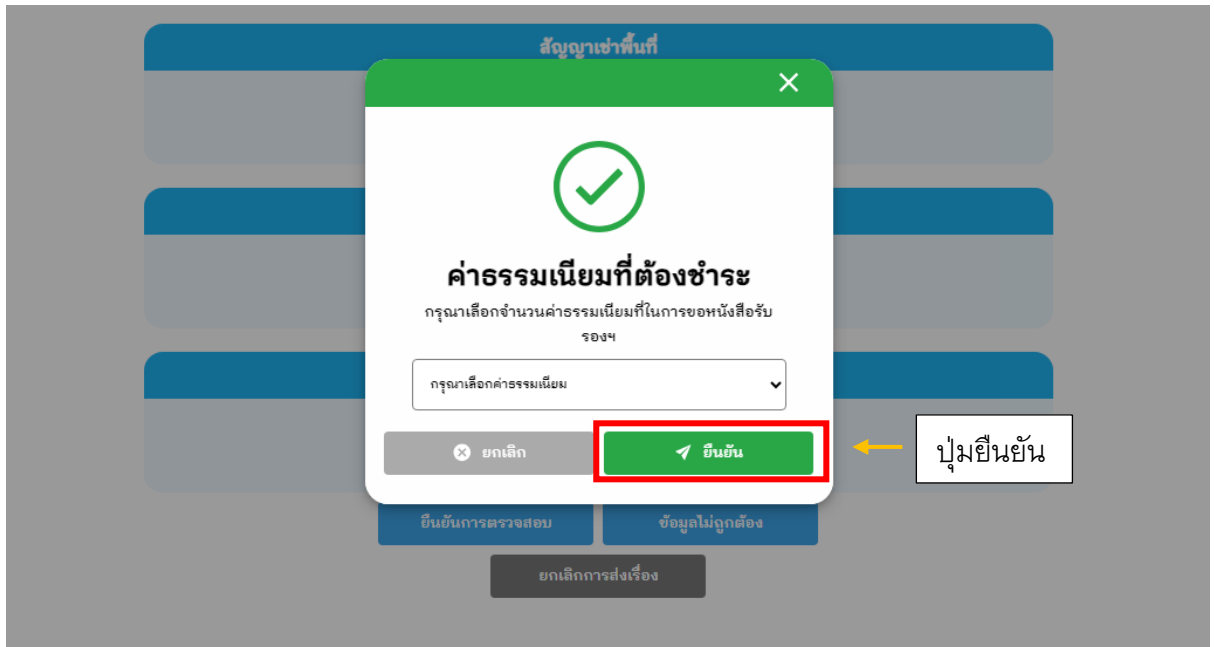 สัญญาเช่าพื้นที่
ค่าธรรมเนียมที่ต้องชำระ
กรุณาเลือกจำนวนค่าธรรมเนียมที่ในการขอหนังสือรับ
รองฯ
กรุณาเลือกค่าธรรมเนียม
ยกเลิก
ยืนยัน
ปุ่มยืนยัน
ยืนยันการตรวจสอบ
ข้อมูลไม่ถูกต้อง
ยกเลิกการส่งเรื่อง